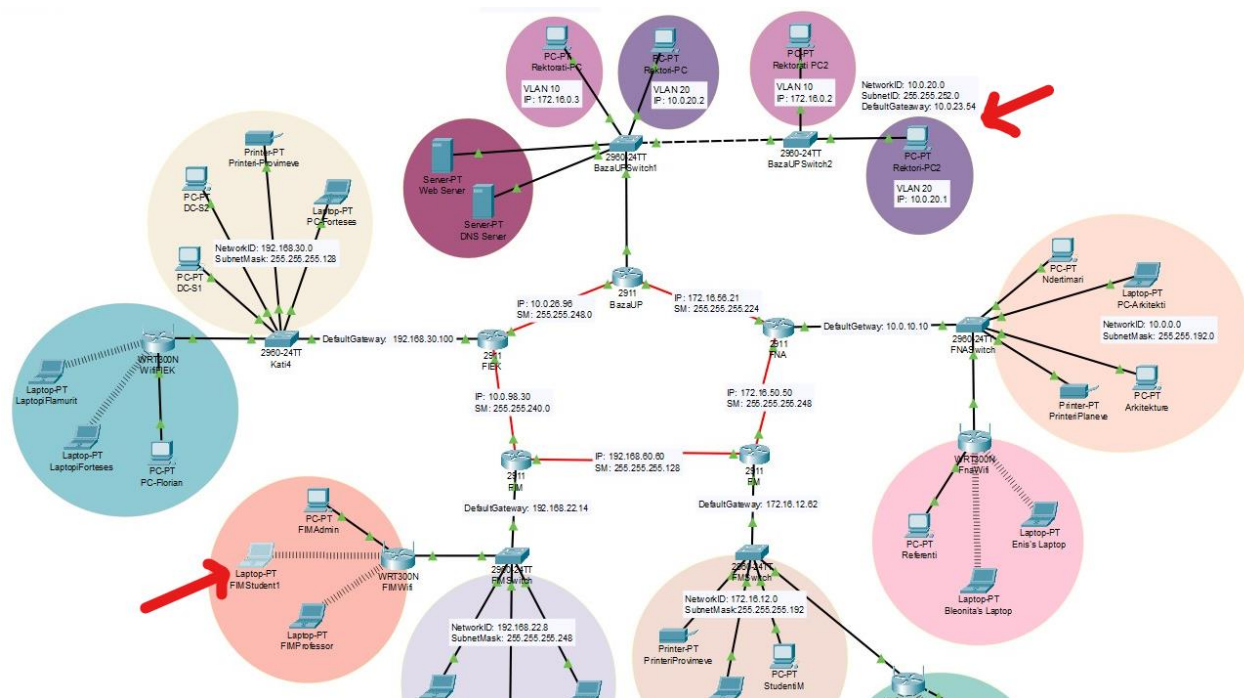 PC-PT
Rektorati-PC
VLAN 10
IP: 172.16.0.3
PC-PT
Rektori-PC
VLAN 20
IP: 10.0.20.2
PC-PT
Rektorati PC2
VLAN 10
IP: 172.16.0.2
NetworkID: 10.0.20.0
SubnetID: 255.255.252.0
DefaultGateaway: 10.0.23.54
PC-PT
Rektori-PC2
VLAN 20
IP: 10.0.20.1
2960-24TT
BazaUPSwitch1
2960-24TT
BazaUPSwitch2
Server-PT
Web Server
Server-PT
DNS Server
Printer-PT
Printeri-Provimeve
PC-PT
DC-S2
Laptop-PT
PC-Forteses
NetworkID: 192.168.30.0
SubnetMask: 255.255.255.128
PC-PT
DC-S1
2960-24TT
Kati4
DefaultGateway: 192.168.30.100
2911
FIEK
IP: 10.0.26.96
SM: 255.255.248.0
2911
BazaUP
IP: 172.16.56.21
SM: 255.255.255.224
2911
FNA
DefaultGetway: 10.0.10.10
2960-24TT
FNASwitch
PC-PT
Ndertimari
Laptop-PT
PC-Arkitekti
NetworkID: 10.0.0.0
SubnetMask: 255.255.192.0
Printer-PT
PrinteriPlaneve
PC-PT
Arkitekture
WRT300N
WifiFIEK
Laptop-PT
LaptopiFlamurit
Laptop-PT
LaptopiForteses
PC-PT
PC-Florian
IP: 10.0.98.30
SM: 255.255.240.0
IP: 172.16.50.50
SM: 255.255.255.248
2911
IP: 192.168.60.60
SM: 255.255.255.128
2911
DefaultGateway: 192.168.22.14
DefaultGateway: 172.16.12.62
WRT300N
FnaWifi
PC-PT
Referenti
Laptop-PT
Enis's Laptop
Laptop-PT
Bleonita's Laptop
PC-PT
FIMAdmin
Laptop-PT
FIMStudent1
WRT300N
FIMWifi
Laptop-PT
FIMProfessor
2960-24TT
2960-24TT
FMSwitch
NetworkID: 192.168.22.8
SubnetMask: 255.255.255.248
NetworkID: 172.16.12.0
SubnetMask:255.255.255.192
Printer-PT
PrinteriProvimeve
PC-PT
StudentiM